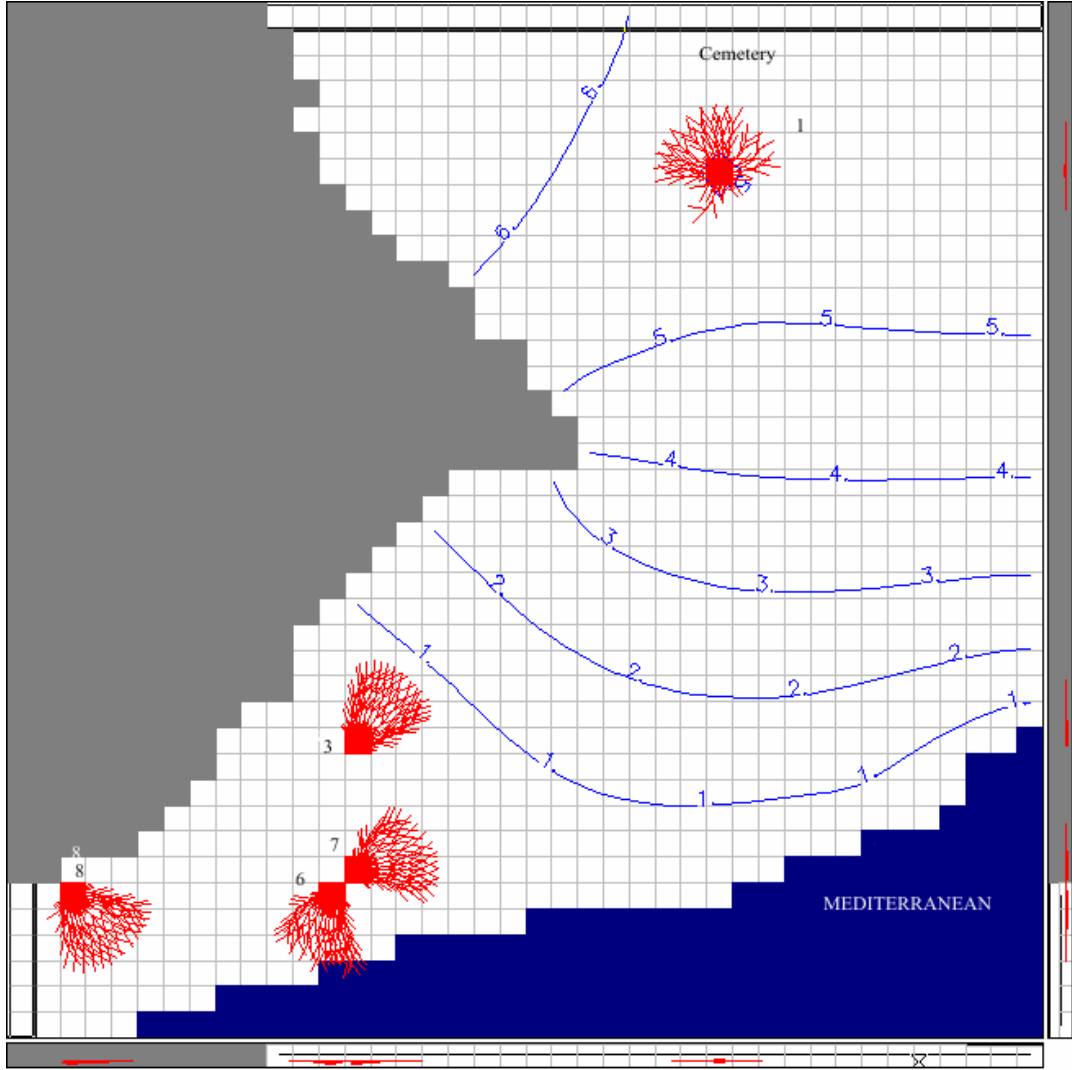 Cemetery
6.
1
6.
5. 5. 5.
4. 4. 4.
3. 3. 3.
2. 2. 2. 2.
1. 1. 1. 1. 1.
3
7
8
8
6
MEDITERRANEAN